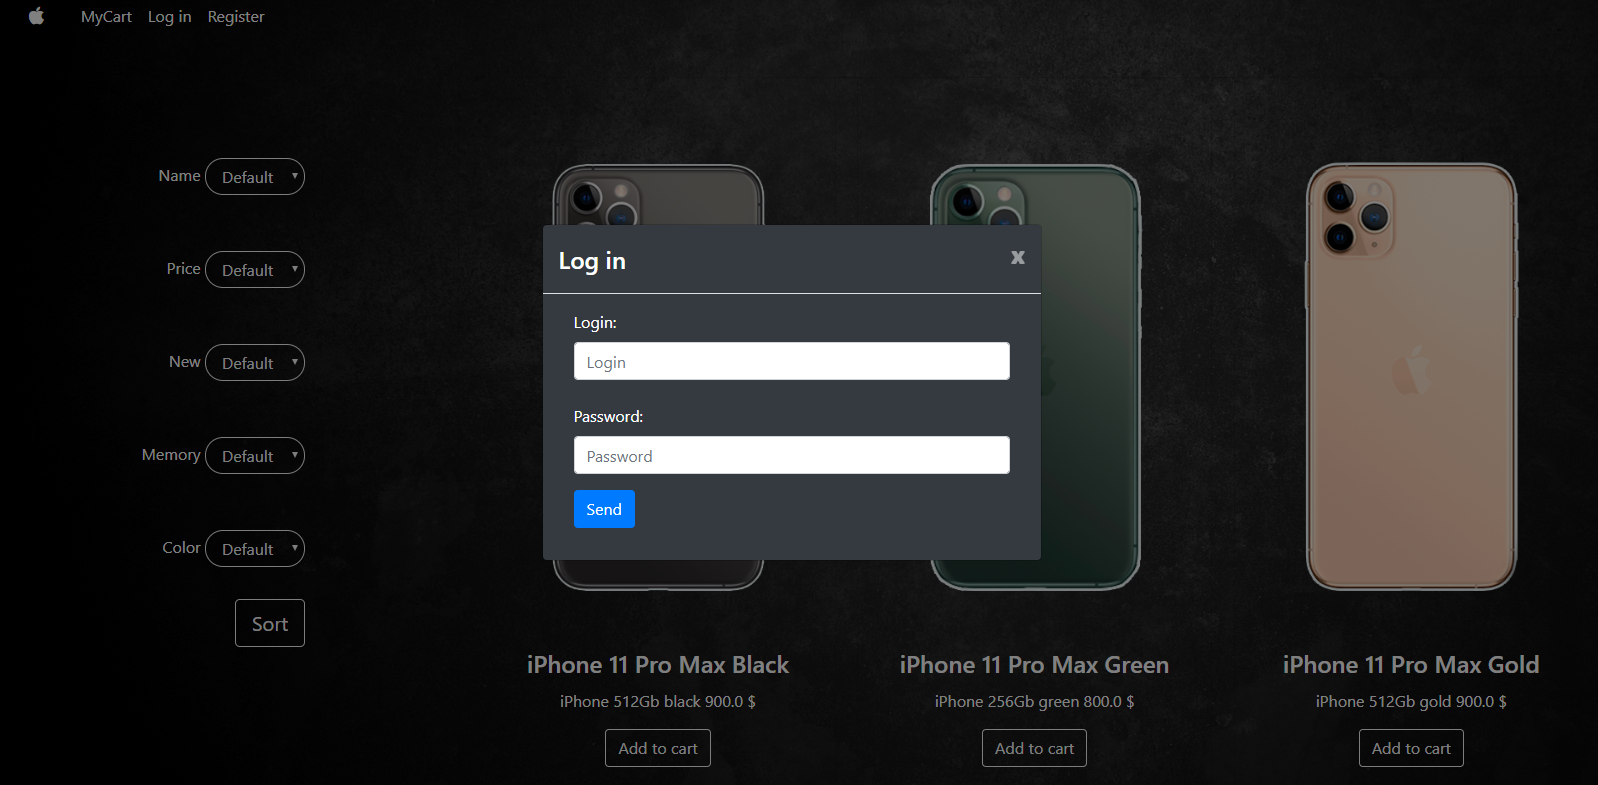 MyCart Log in Register
Name Default
Price Default
New Default
Memory Default
Color Default
Sort
Log in
x
Login:
Login
Password:
Password
Send
iPhone 11 Pro Max Black
iPhone 512Gb black 900.0 $
Add to cart
iPhone 11 Pro Max Green
iPhone 256Gb green 800.0 $
Add to cart
iPhone 11 Pro Max Gold
iPhone 512Gb gold 900.0 $
Add to cart